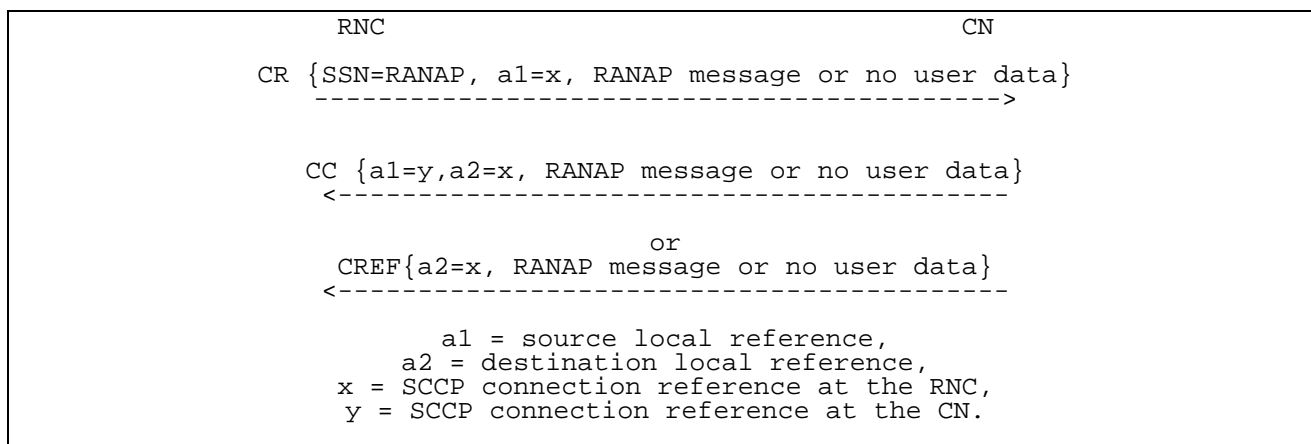 RNC CN
CR {SSN=RANAP, a1=x, RANAP message or no user data}
------------------------------------------->
CC {a1=y,a2=x, RANAP message or no user data}
<------------------------------------------
or
CREF{a2=x, RANAP message or no user data}
<------------------------------------------
a1 = source local reference,
a2 = destination local reference,
x = SCCP connection reference at the RNC,
y = SCCP connection reference at the CN.